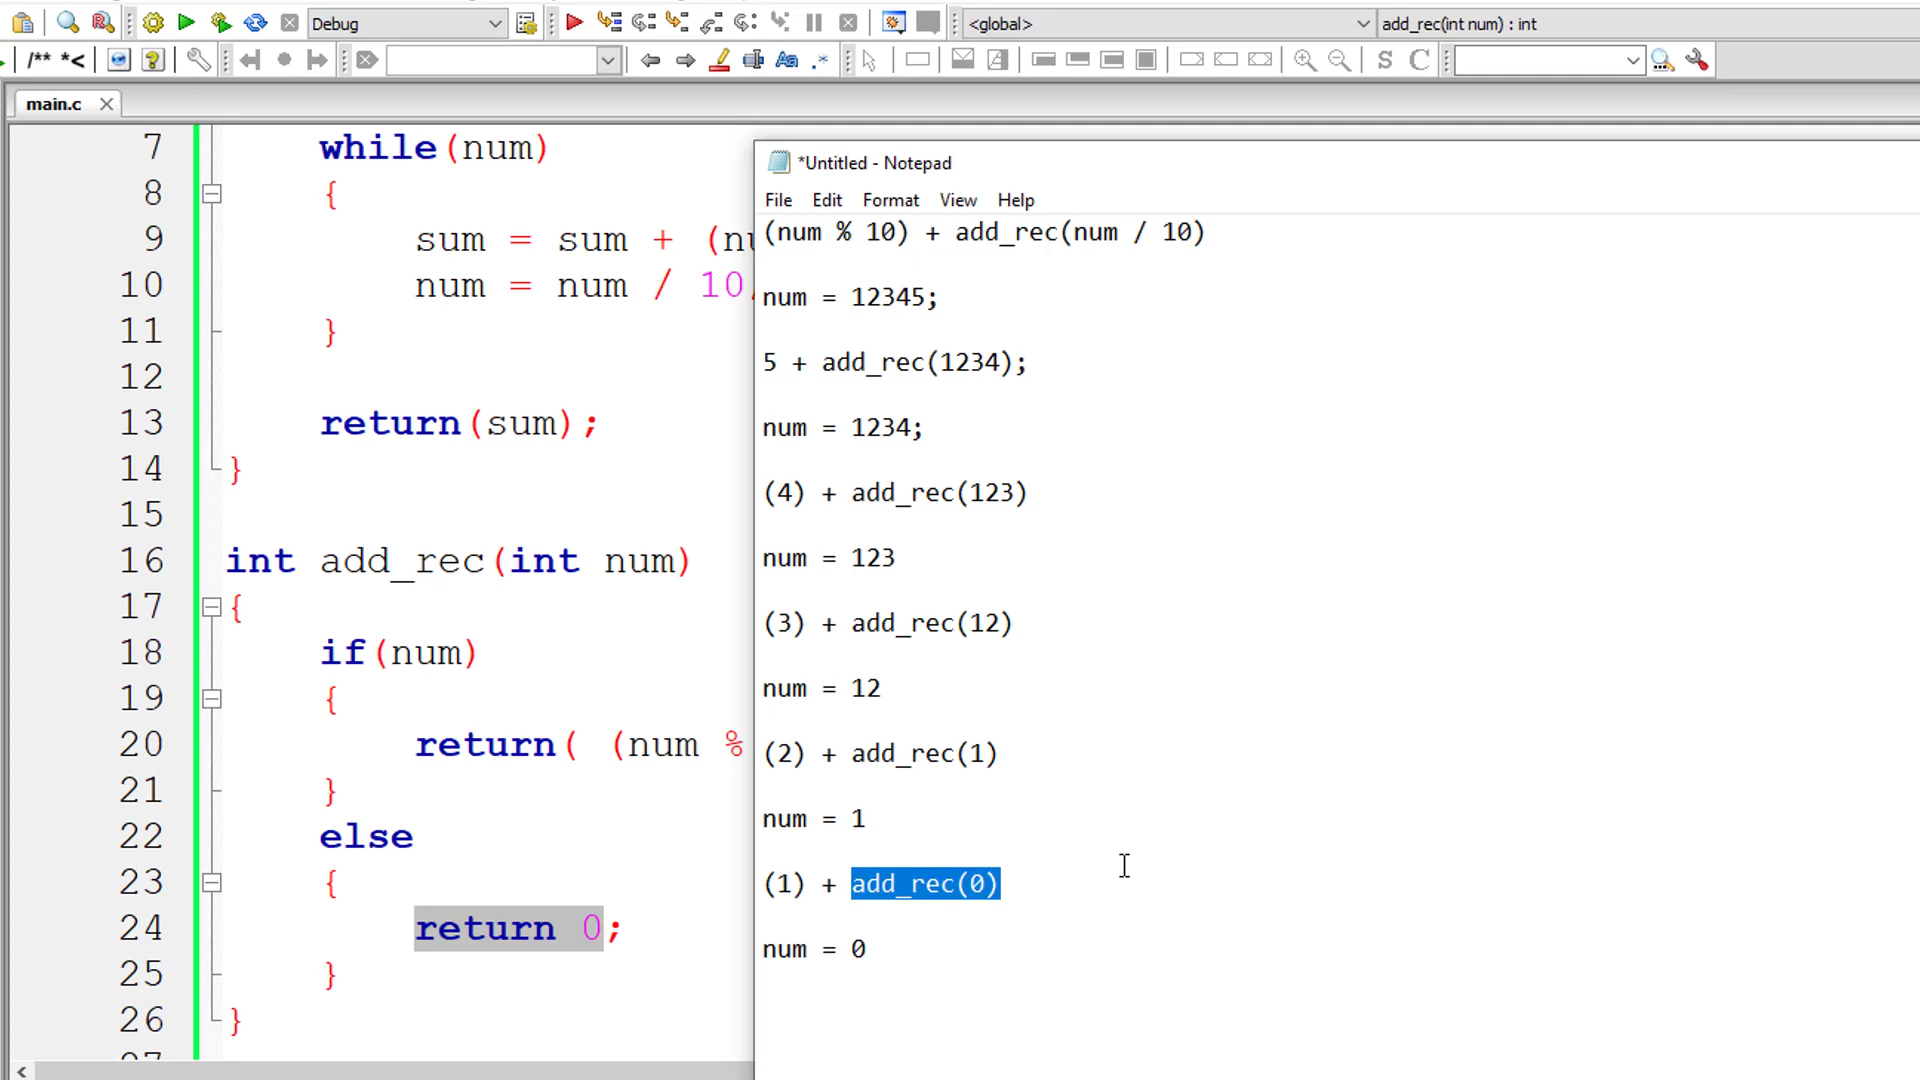 Debug
<global>
add_rec(int num) : int
/** *<
Aa
.*
S C
main.c
7 while(num)
8 {
9 sum = sum + (nu
10 num = num / 10
11 }
12
13 return(sum);
14 }
15
16 int add_rec(int num)
17 {
18 if(num)
19 {
20 return( (num %
21 }
22 else
23 {
24 return 0;
25 }
26 }
*Untitled - Notepad
File Edit Format View Help
(num % 10) + add_rec(num / 10)
num = 12345;
5 + add_rec(1234);
num = 1234;
(4) + add_rec(123)
num = 123
(3) + add_rec(12)
num = 12
(2) + add_rec(1)
num = 1
(1) + add_rec(0)
num = 0